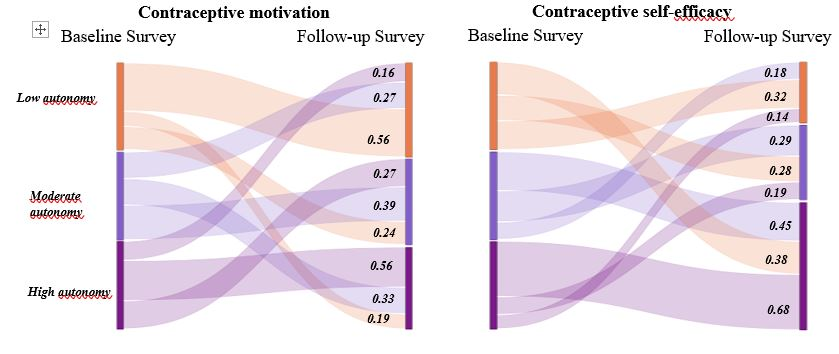 Contraceptive motivation
Baseline Survey
Follow-up Survey
Low autonomy
Moderate
autonomy
High autonomy
0.16
0.27
0.56
0.27
0.39
0.24
0.56
0.33
0.19
Contraceptive self-efficacy
Baseline Survey
Follow-up Survey
0.18
0.32
0.14
0.29
0.28
0.19
0.45
0.38
0.68